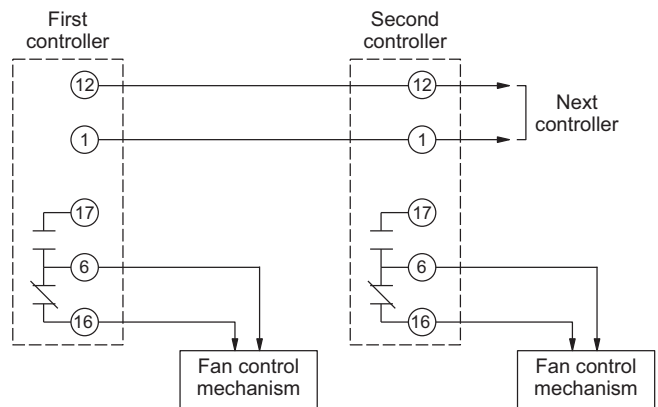 First
controller
Second
controller
12
12
Next
controller
1
1
17
17
6
6
16
16
Fan control
mechanism
Fan control
mechanism